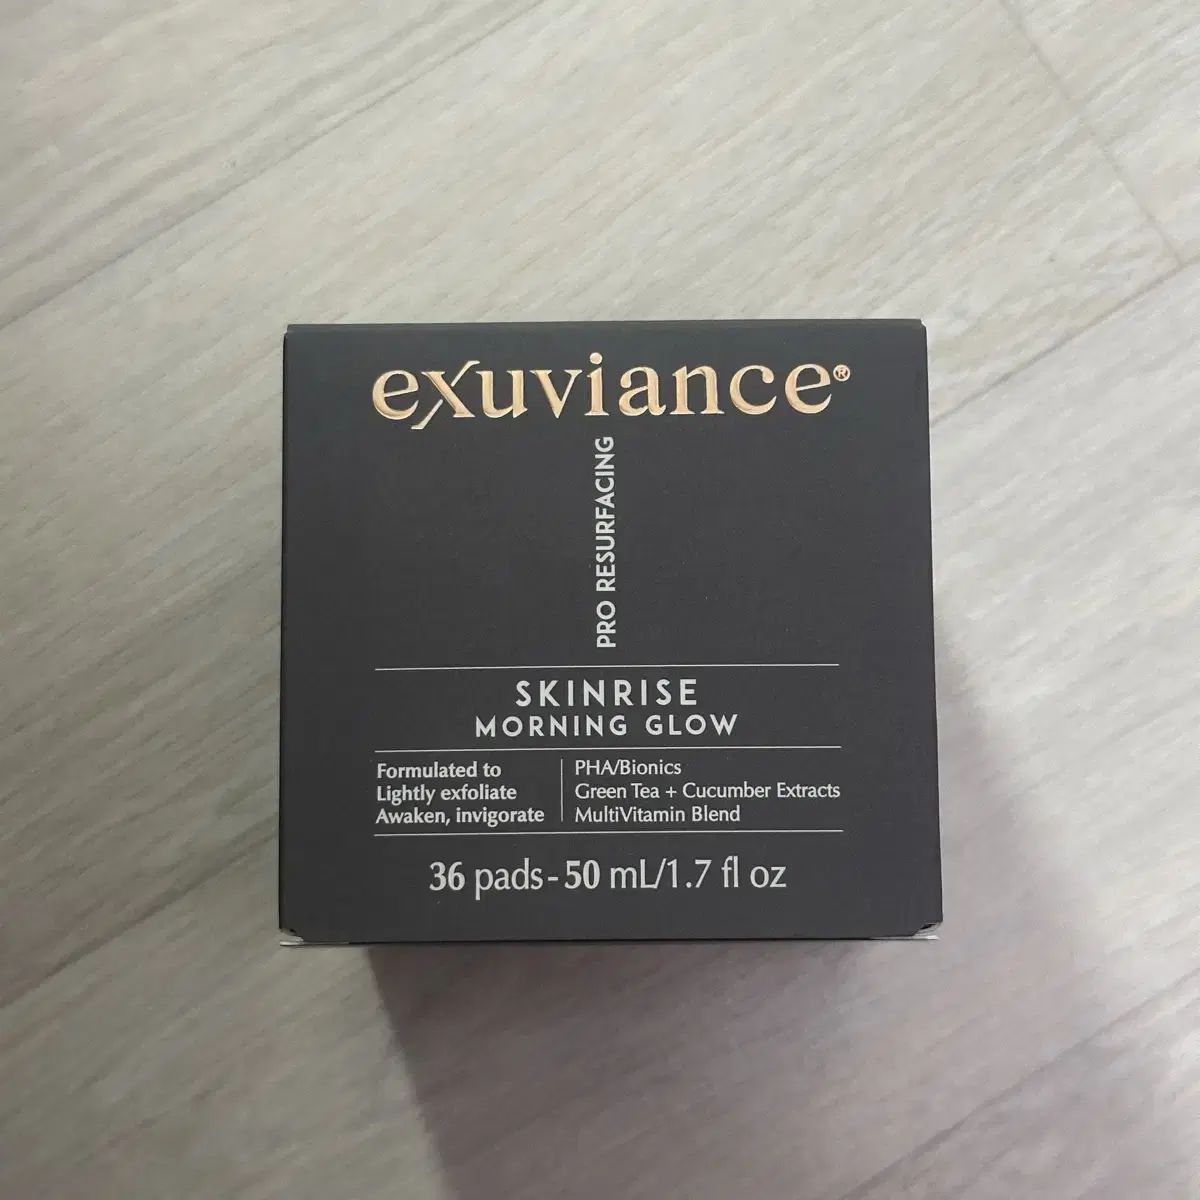 exuviance®
PRO RESURFACING
SKINRISE
MORNING GLOW
Formulated to
Lightly exfoliate
Awaken, invigorate
PHA/Bionics
Green Tea + Cucumber Extracts
MultiVitamin Blend
36 pads - 50 mL/1.7 fl oz